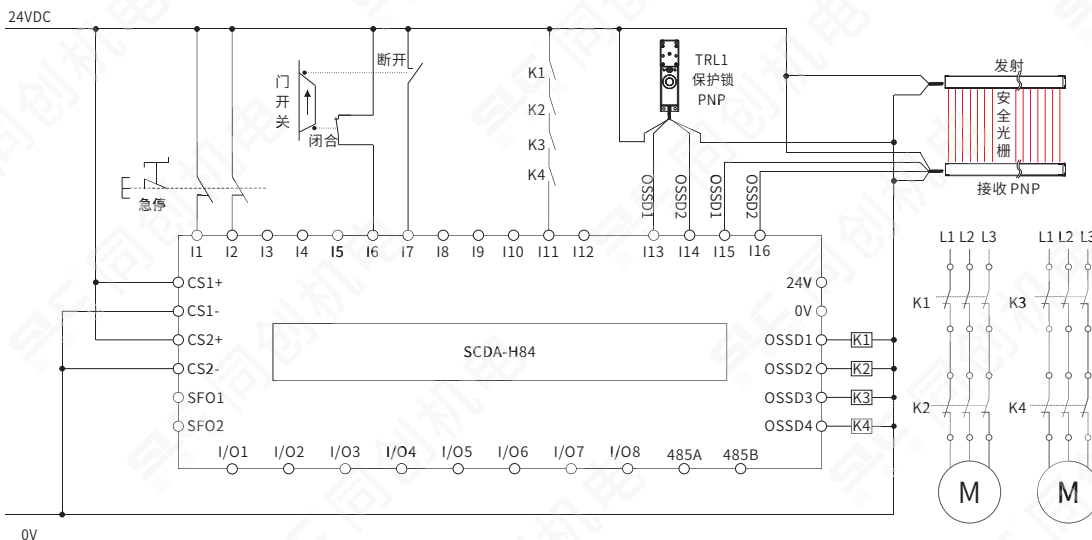 24VDC
断开
门
开
关
闭合
急停
K1
K2
K3
K4
TRL1
保护锁
PNP
发射
安
全
光
栅
接收 PNP
OSSD1
OSSD2
OSSD1
OSSD2
I1
I2
I3
I4
I5
I6
I7
I8
I9
I10
I11
I12
I13
I14
I15
I16
CS1+
CS1-
CS2+
CS2-
SFO1
SFO2
SCDA-H84
24V
0V
OSSD1
K1
OSSD2
K2
OSSD3
K3
OSSD4
K4
I/O1
I/O2
I/O3
I/O4
I/O5
I/O6
I/O7
I/O8
485A
485B
L1 L2 L3
L1 L2 L3
K1
K3
K2
K4
M
M
0V
同创机电